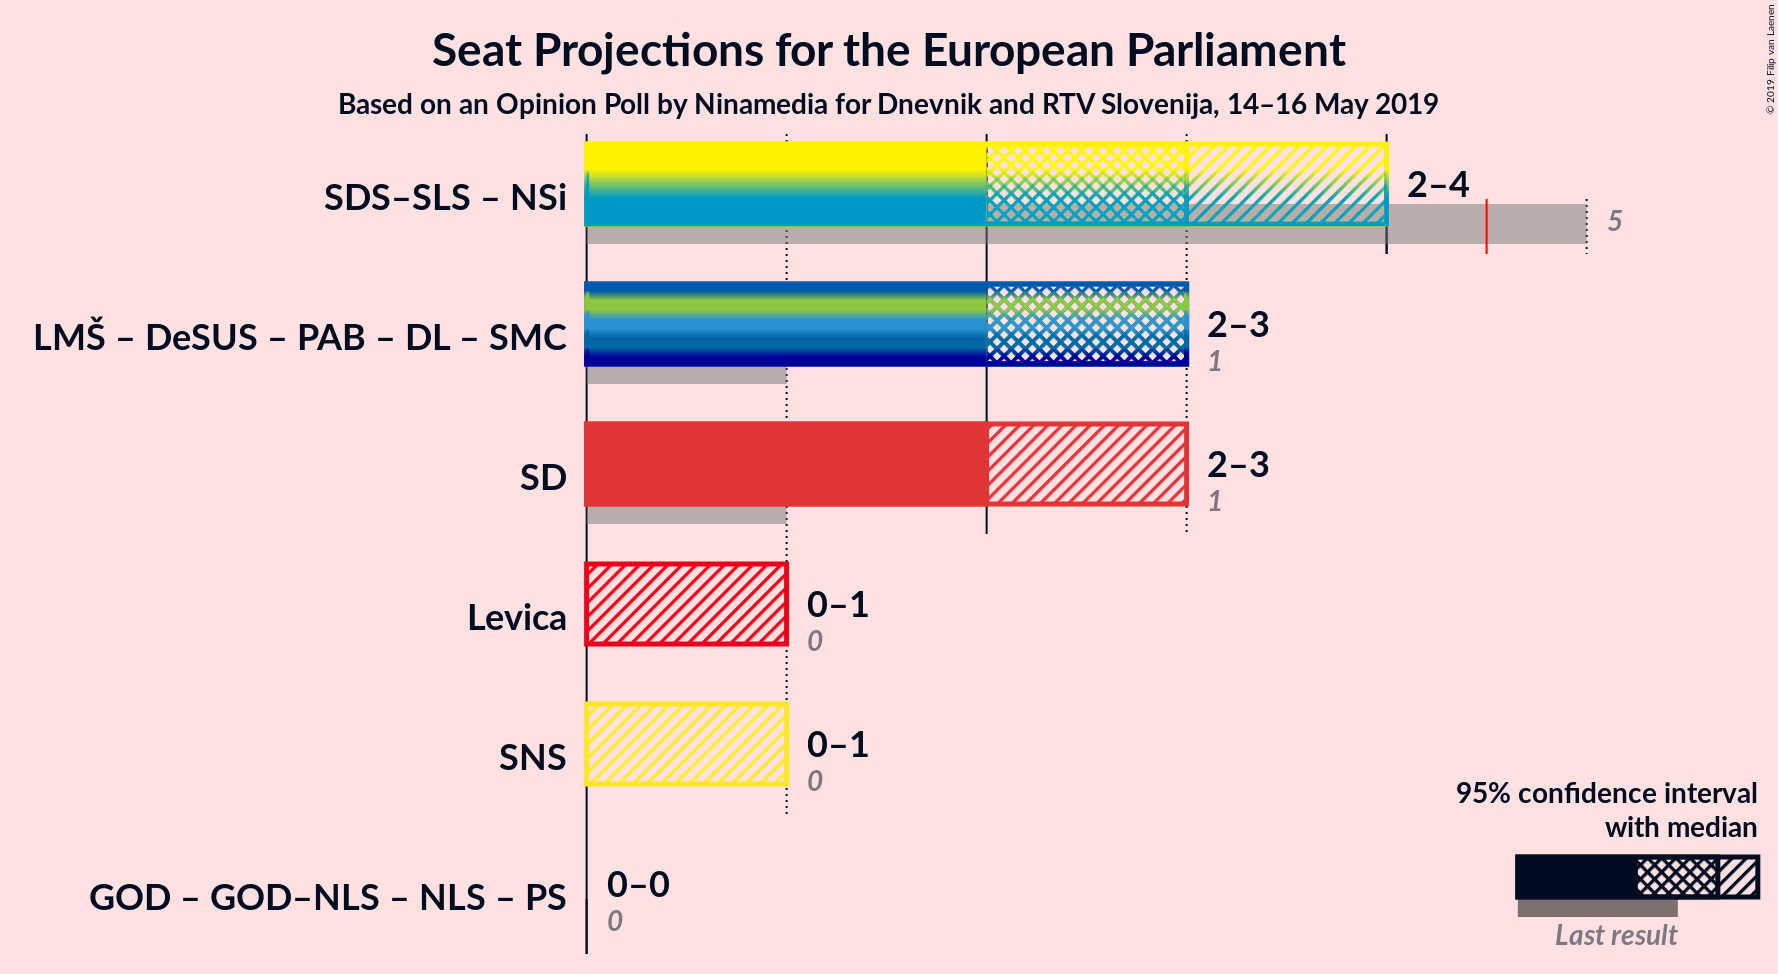 Seat Projections for the European Parliament
Based on an Opinion Poll by Ninamedia for Dnevnik and RTV Slovenija, 14–16 May 2019
© 2019 Filip van Laenen
SDS–SLS – NSi
2–4
5
LMŠ – DeSUS – PAB – DL – SMC
2–3
1
SD
2–3
1
Levica
0–1
0
SNS
0–1
0
GOD – GOD–NLS – NLS – PS
0–0
0
95% confidence interval
with median
Last result